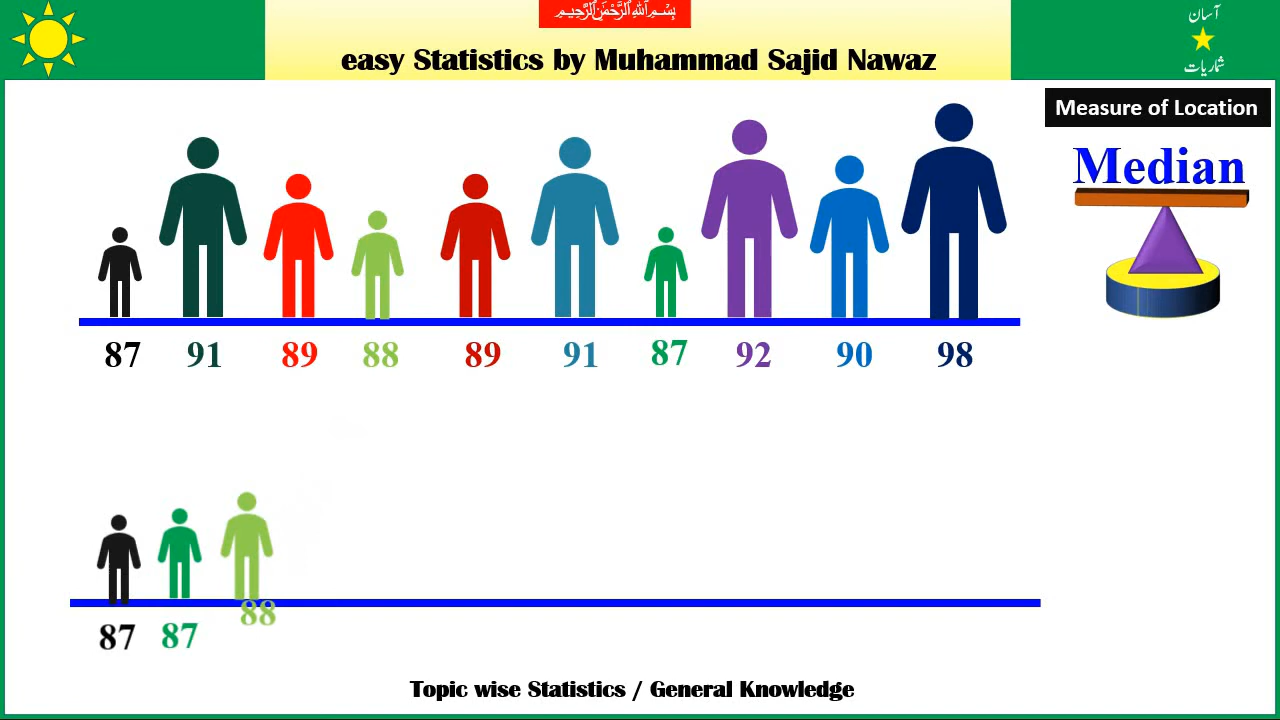 بِسْمِ اللهِ الرَّحْمٰنِ الرَّحِيْمِ
easy Statistics by Muhammad Sajid Nawaz
آسان
شماریات
Measure of Location
Median
87 91 89 88 89 91 87 92 90 98
87 87 88
Topic wise Statistics / General Knowledge